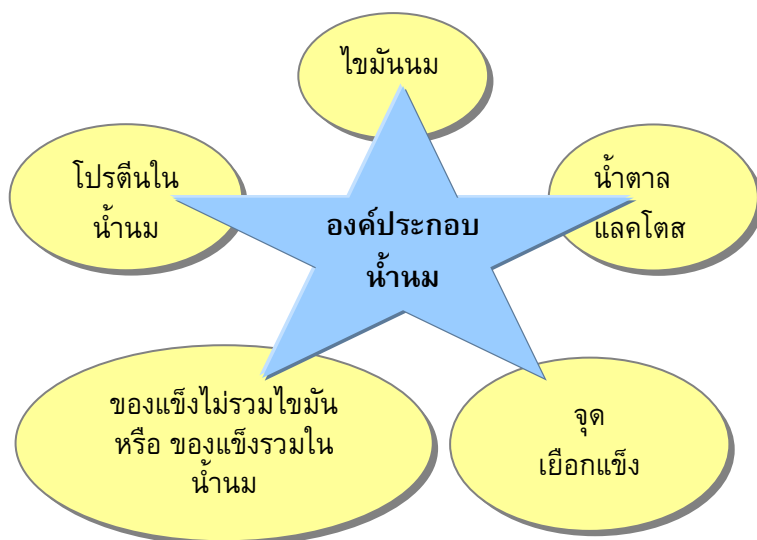 ไขมันนม
โปรตีนใน
น้ำนม
น้ำตาล
แลคโตส
องค์ประกอบ
น้ำนม
ของแข็งไม่รวมไขมัน
หรือ ของแข็งรวมใน
น้ำนม
จุด
เยือกแข็ง